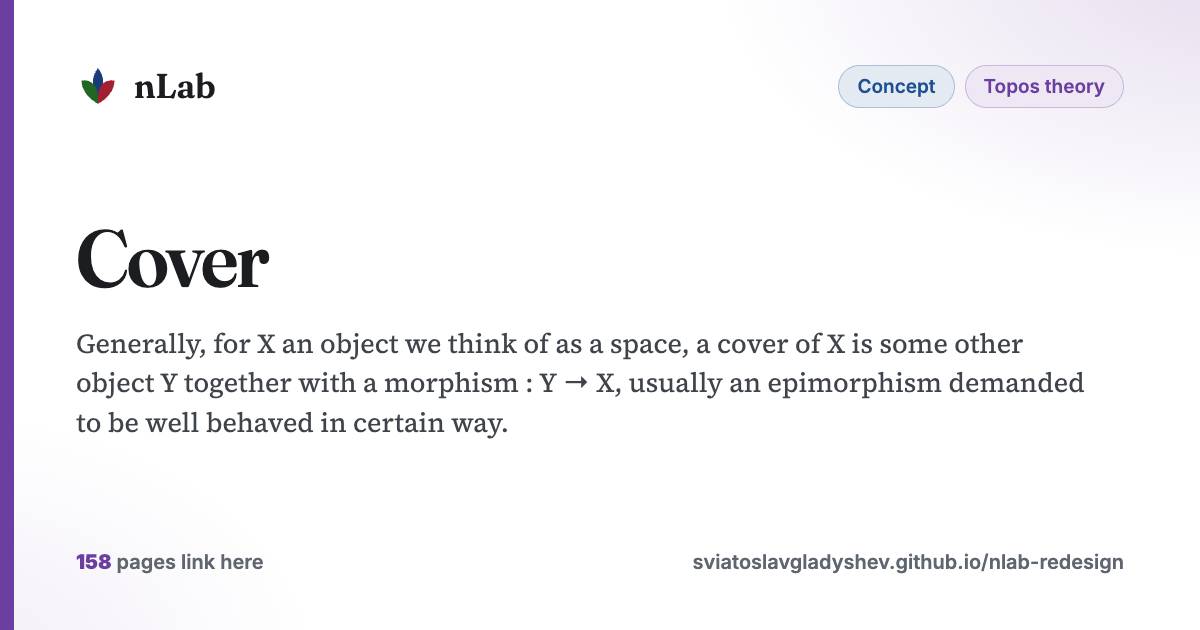 nLab
Concept
Topos theory
Cover
Generally, for X an object we think of as a space, a cover of X is some other
object Y together with a morphism : Y → X, usually an epimorphism demanded
to be well behaved in certain way.
158 pages link here
sviatoslavgladyshev.github.io/nlab-redesign